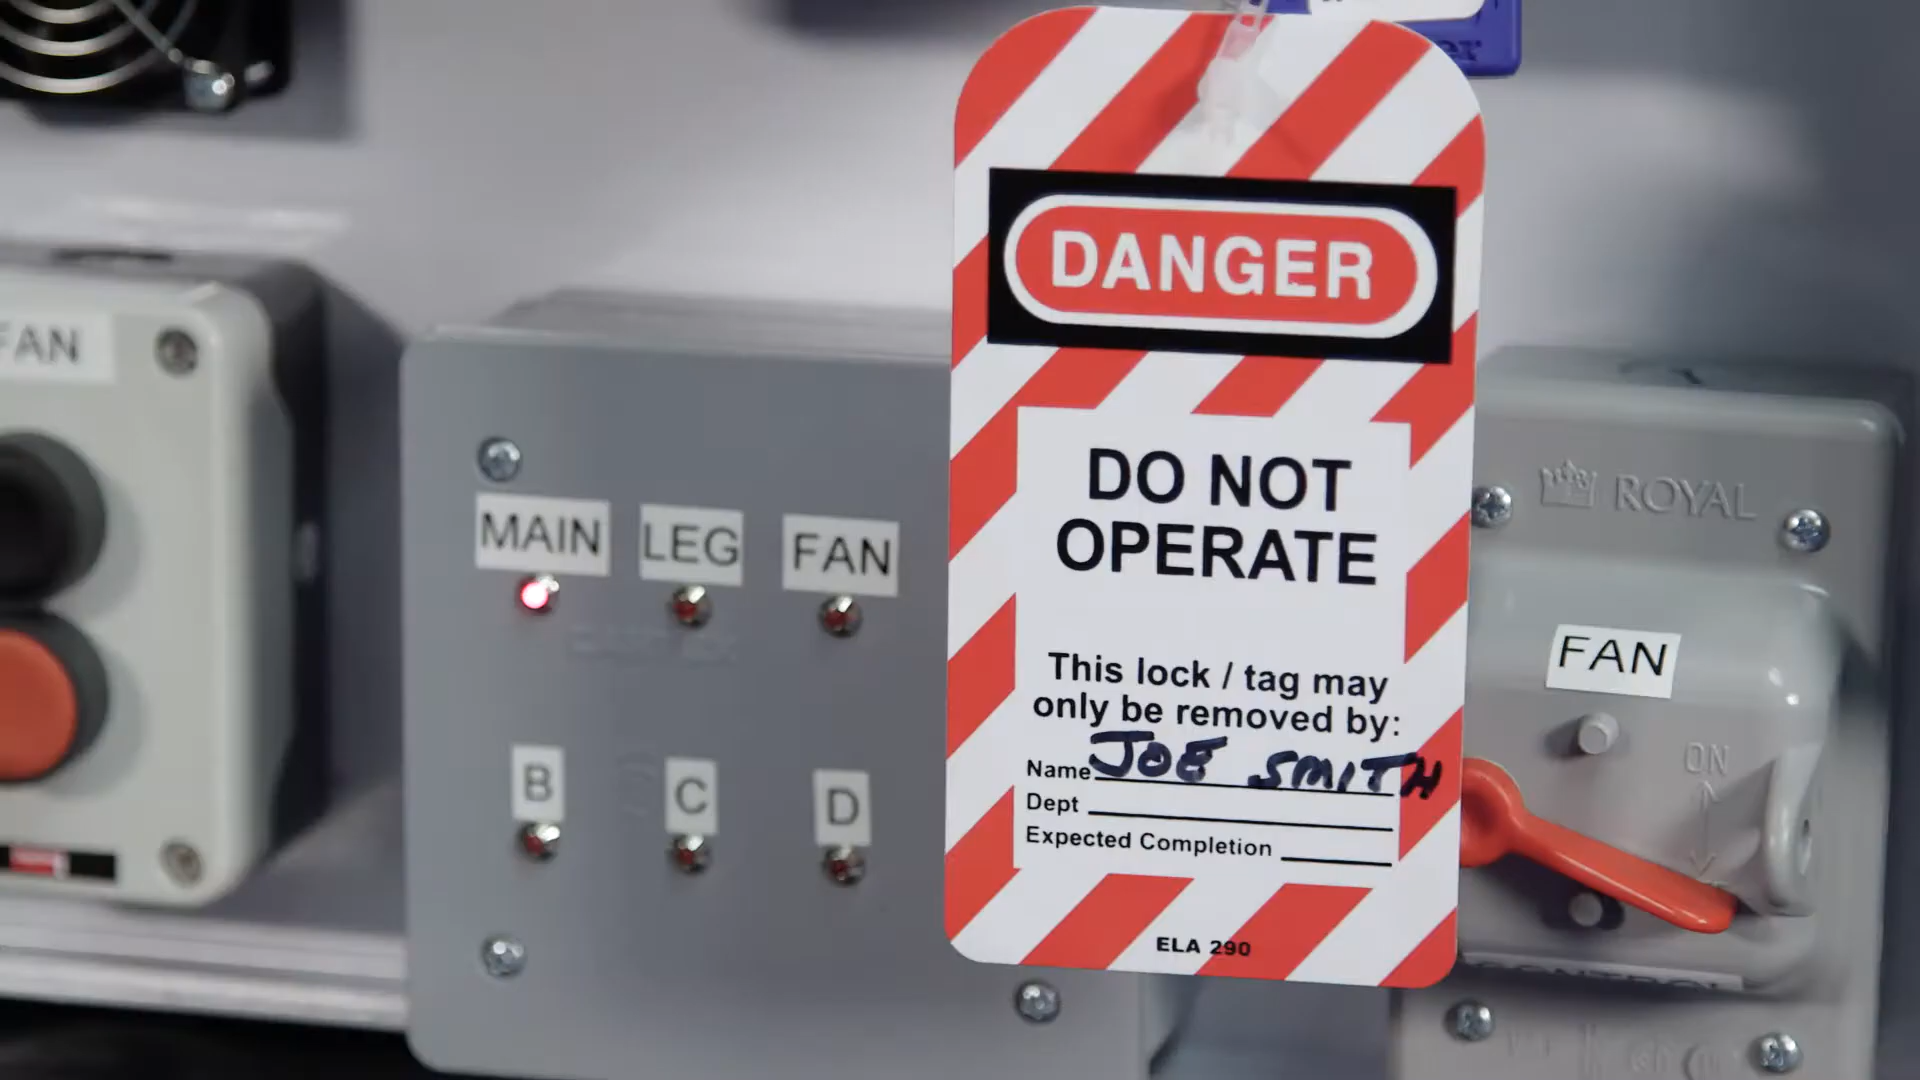 FAN
MAIN LEG FAN
B C D
DANGER
DO NOT
OPERATE
This lock / tag may
only be removed by:
Name JOE SMITH
Dept
Expected Completion
ELA 290
ROYAL
FAN
ON